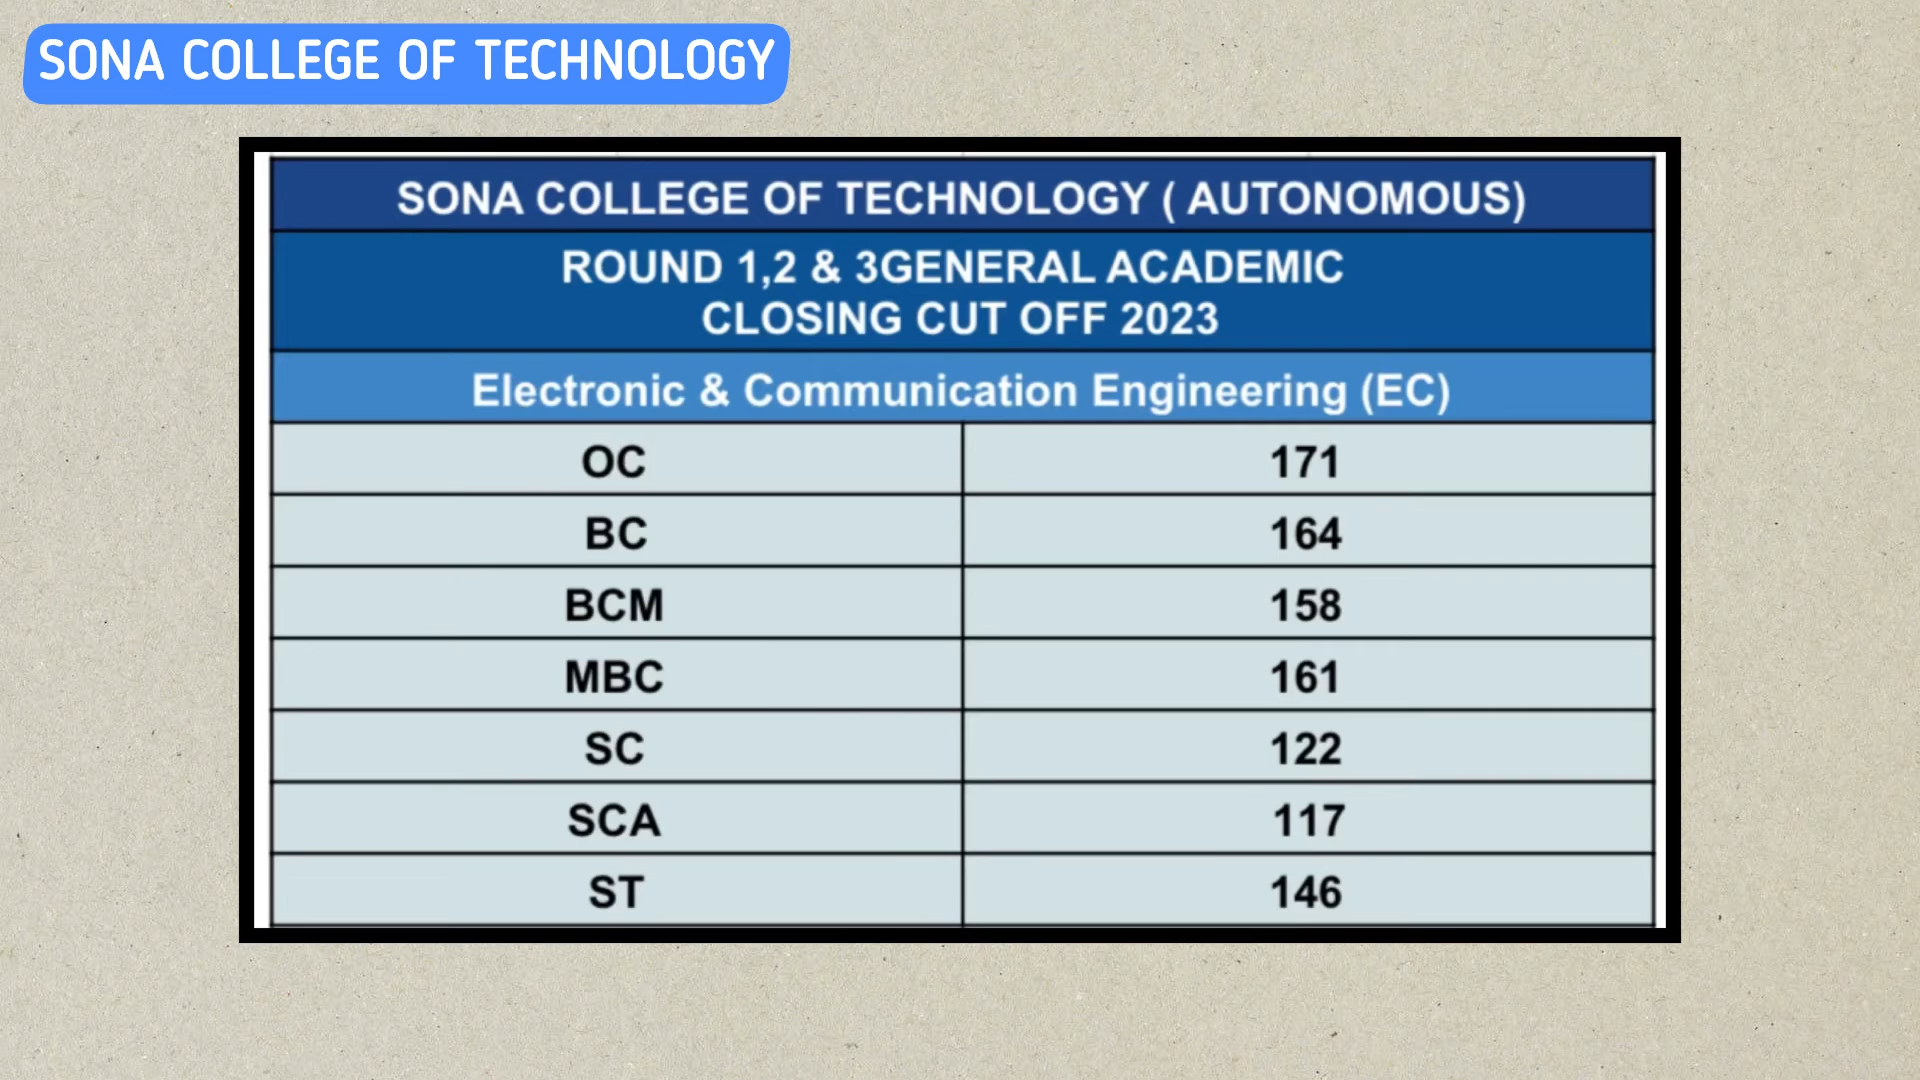 SONA COLLEGE OF TECHNOLOGY
SONA COLLEGE OF TECHNOLOGY ( AUTONOMOUS)
ROUND 1,2 & 3GENERAL ACADEMIC
CLOSING CUT OFF 2023
Electronic & Communication Engineering (EC)
OC 171
BC 164
BCM 158
MBC 161
SC 122
SCA 117
ST 146